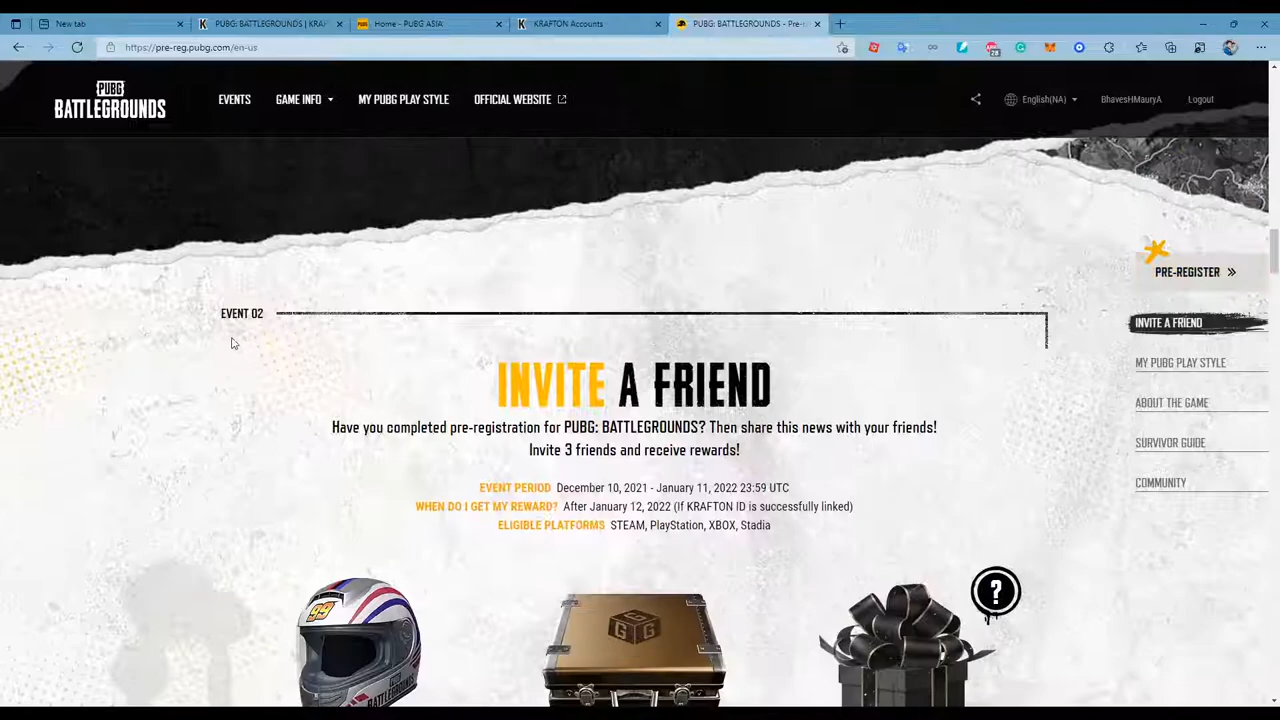 New tab
PUBG: BATTLEGROUNDS | KRAF
Home - PUBG ASIA
KRAFTON Accounts
PUBG: BATTLEGROUNDS - Pre-
https://pre-reg.pubg.com/en-us
PUBG
BATTLEGROUNDS
EVENTS
GAME INFO
MY PUBG PLAY STYLE
OFFICIAL WEBSITE
English(NA)
BhavesHMauryA
Logout
PRE-REGISTER »
EVENT 02
INVITE A FRIEND
MY PUBG PLAY STYLE
ABOUT THE GAME
SURVIVOR GUIDE
COMMUNITY
INVITE A FRIEND
Have you completed pre-registration for PUBG: BATTLEGROUNDS? Then share this news with your friends!
Invite 3 friends and receive rewards!
EVENT PERIOD December 10, 2021 - January 11, 2022 23:59 UTC
WHEN DO I GET MY REWARD? After January 12, 2022 (If KRAFTON ID is successfully linked)
ELIGIBLE PLATFORMS STEAM, PlayStation, XBOX, Stadia
?
99
G G